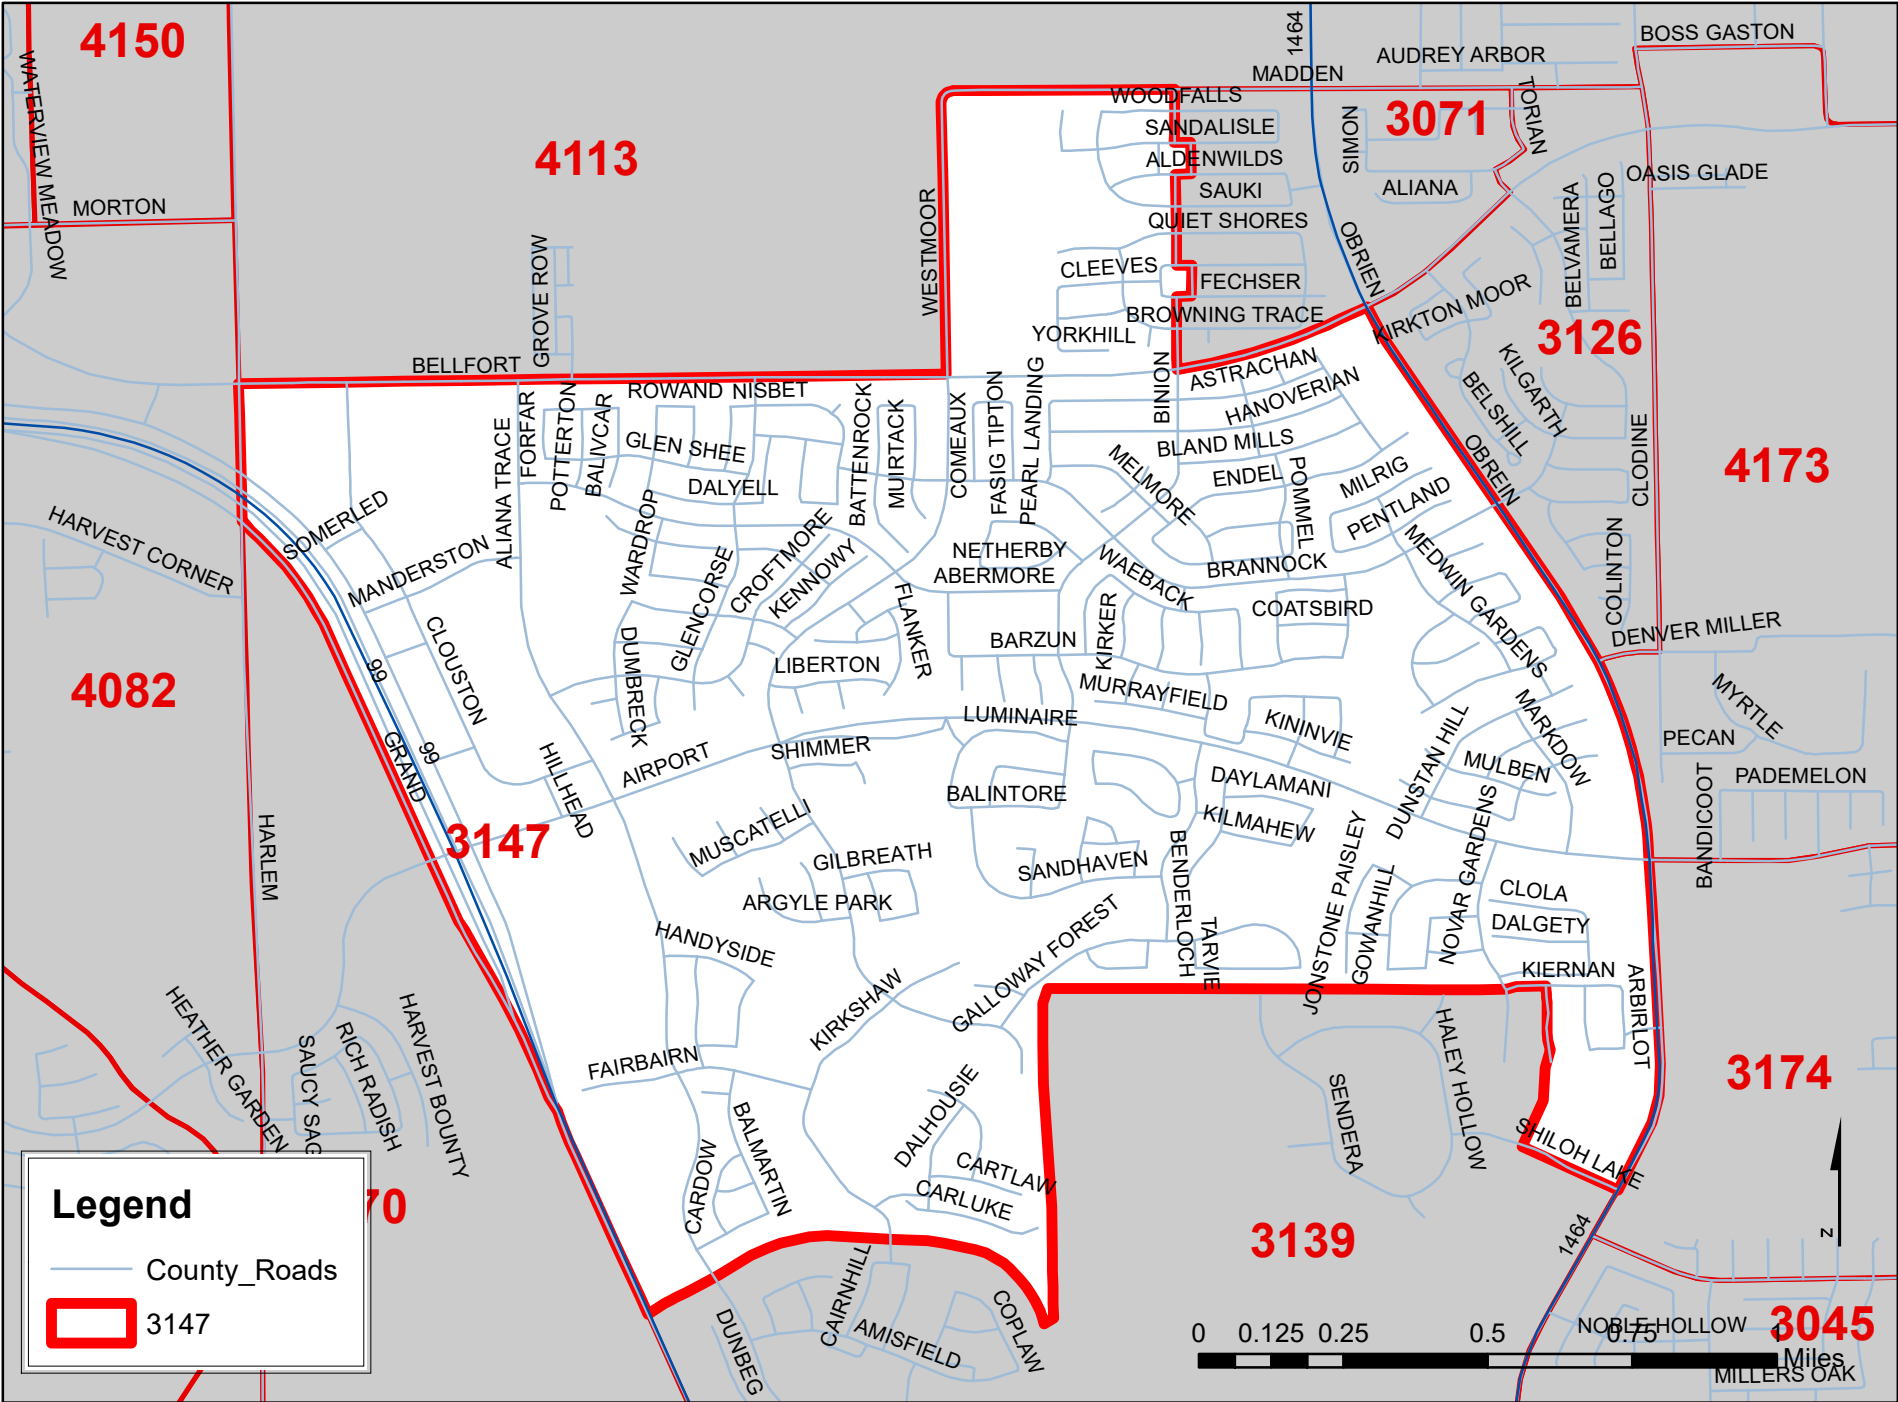 4150
WATERVIEW MEADOW
MORTON
4113
WESTMOOR
GROVE ROW
BELLFORT
1464
MADDEN
AUDREY ARBOR
BOSS GASTON
WOODFALLS
SANDALISLE
ALDENWILDS
SAUKI
QUIET SHORES
CLEEVES
FECHSER
BROWNING TRACE
YORKHILL
SIMON
3071
TORIAN
ALIANA
OASIS GLADE
BELVAMERA
BELLAGO
OBRIEN
KIRKTON MOOR
3126
KILGARTH
BELSHILL
CLODINE
4173
OBREIN
COLINTON
DENVER MILLER
MYRTLE
PECAN
BANDICOOT
PADEMELON
ROWAND
NISBET
ALIANA TRACE
FORFAR
POTTERTON
BALIVCAR
GLEN SHEE
DALYELL
BATTENROCK
MUIRTACK
COMEAUX
FASIG TIPTON
PEARL LANDING
BINION
ASTRACHAN
HANOVERIAN
BLAND MILLS
ENDEL
POMMEL
MILRIG
PENTLAND
MELMORE
MEDWIN GARDENS
HARVEST CORNER
SOMERLED
MANDERSTON
WARDROP
GLENCORSE
CROFTMORE
KENNOWY
NETHERBY
ABERMORE
WAEBACK
BRANNOCK
COATSBIRD
FLANKER
BARZUN
KIRKER
CLOUSTON
DUMBRECK
LIBERTON
MURRAYFIELD
LUMINAIRE
KININVIE
MARKDOW
DUNSTAN HILL
MULBEN
4082
99
99
GRAND
HILLHEAD
AIRPORT
SHIMMER
BALINTORE
DAYLAMANI
KILMAHEW
3147
HARLEM
MUSCATELLI
GILBREATH
ARGYLE PARK
SANDHAVEN
BENDERLOCH
TARVIE
JONSTONE PAISLEY
GOWANHILL
NOVAR GARDENS
CLOLA
DALGETY
KIERNAN
ARBIRLOT
HANDYSIDE
KIRKSHAW
GALLOWAY FOREST
FAIRBAIRN
HEATHER GARDEN
SAUCY SAG
RICH RADISH
HARVEST BOUNTY
CARDOW
BALMARTIN
DALHOUSIE
CARTLAW
CARLUKE
SENDERA
HALEY HOLLOW
SHILOH LAKE
3174
3139
1464
3045
70
DUNBEG
CAIRNHILL
AMISFIELD
COPLAW
NOBLE HOLLOW
MILLERS OAK
Legend
County_Roads
3147
0 0.125 0.25 0.5 0.75 1
Miles
N